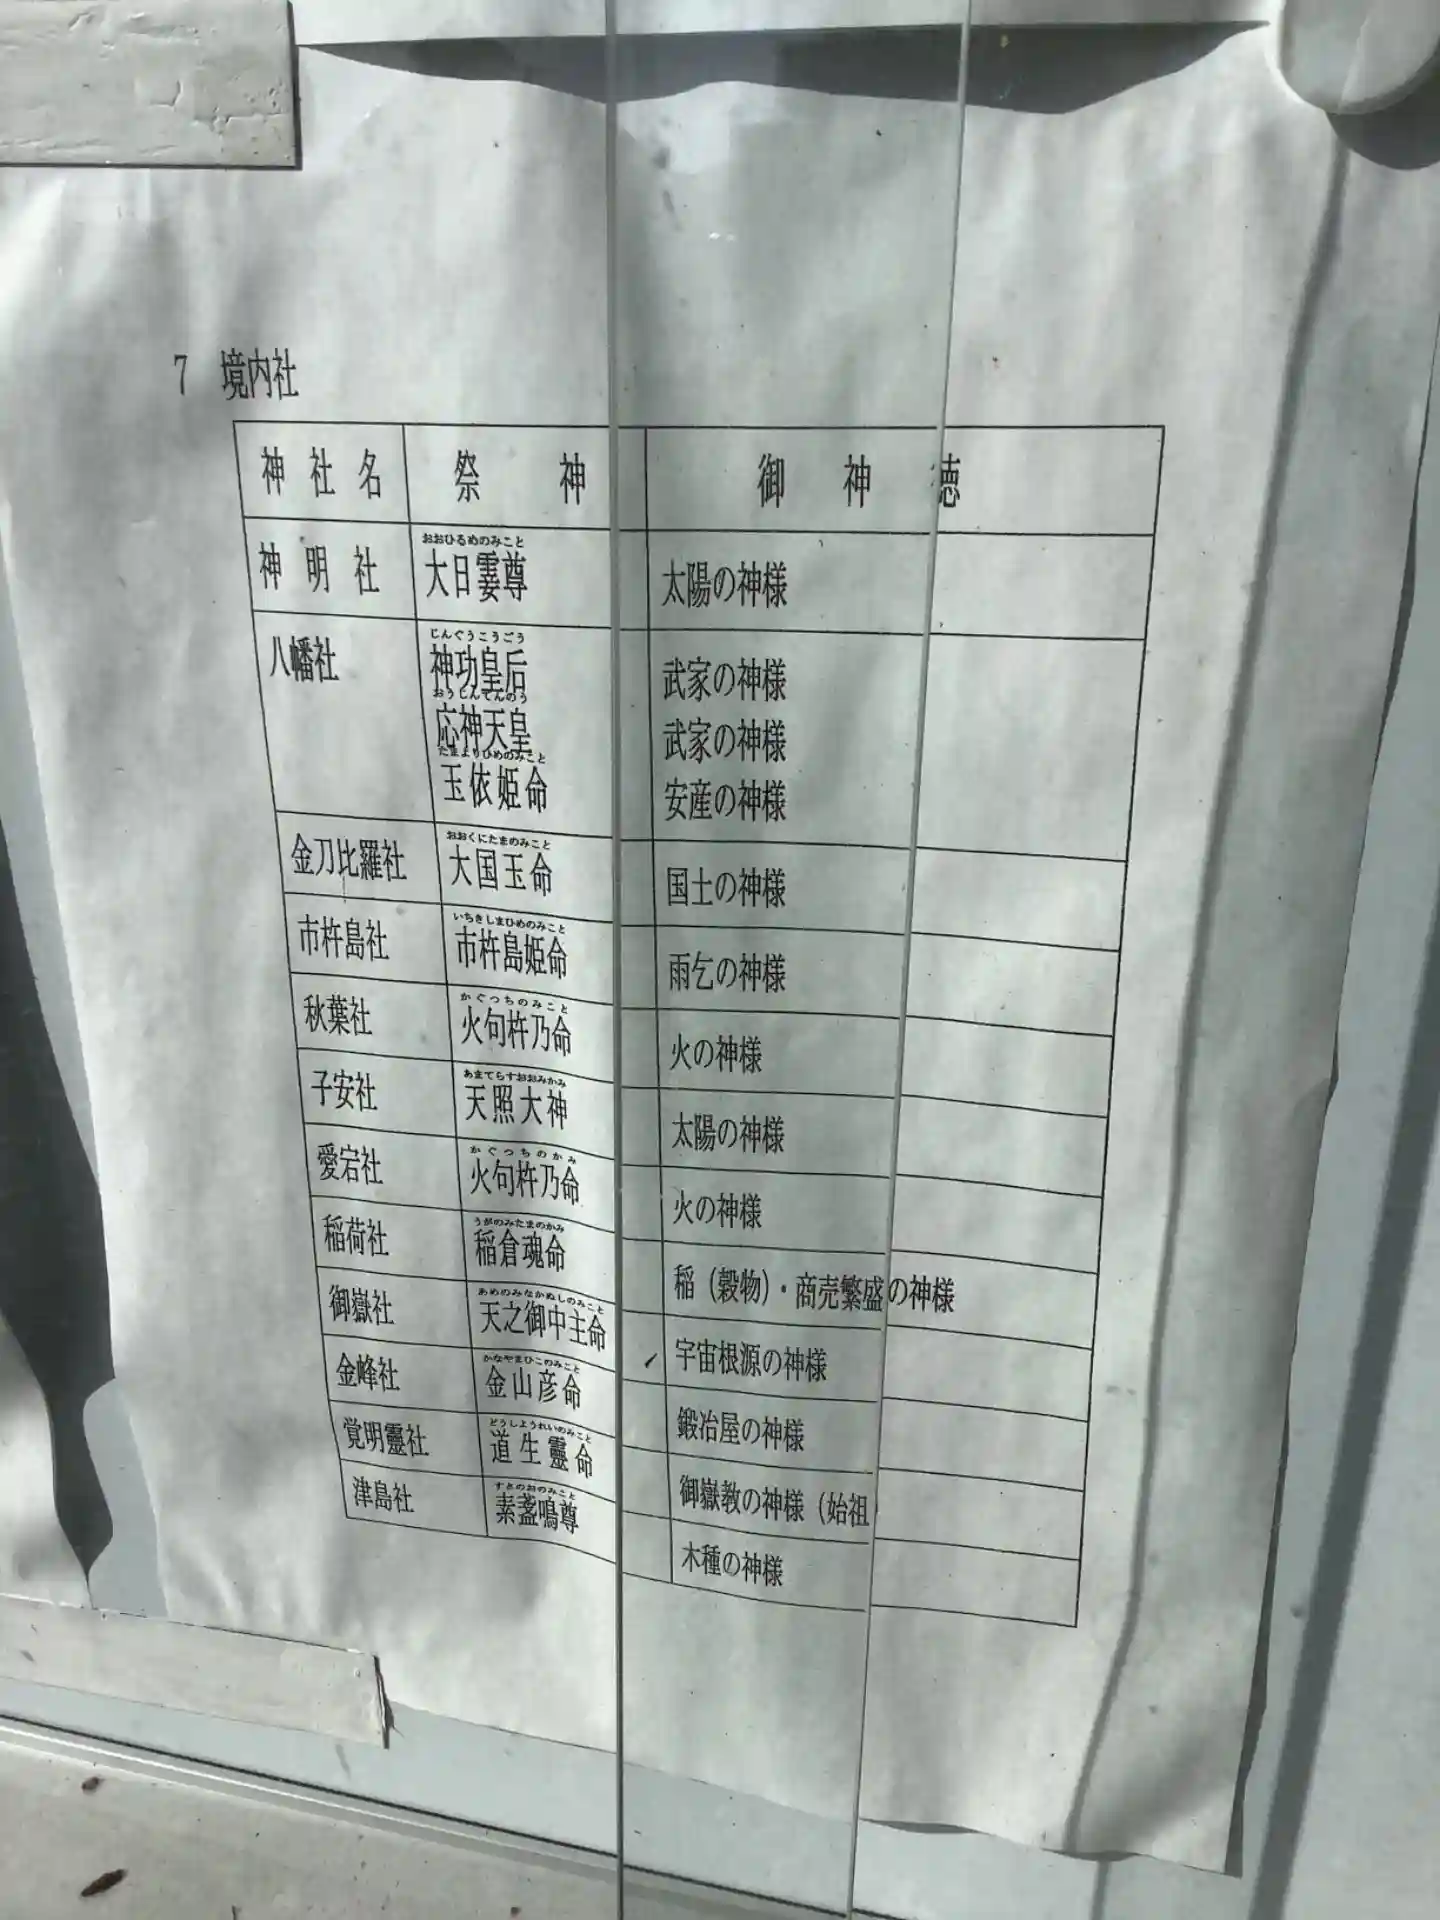 7 境内社
神社名 祭神 御神徳
おおひるめのみこと
神明社 大日孁尊 太陽の神様
じんぐうこうごう
八幡社 神功皇后 武家の神様
おうじんてんのう
応神天皇 武家の神様
たまよりひめのみこと
玉依姫命 安産の神様
おおくにたまのみこと
金刀比羅社 大国玉命 国土の神様
いちきしまひめのみこと
市杵島社 市杵島姫命 雨乞の神様
かぐっちのみこと
秋葉社 火句杵乃命 火の神様
あまてらすおおみかみ
子安社 天照大神 太陽の神様
かぐっちのかみ
愛宕社 火句杵乃命 火の神様
うがのみたまのかみ
稲荷社 稲倉魂命 稲（穀物）・商売繁盛の神様
あめのみなかぬしのみこと
御嶽社 天之御中主命 宇宙根源の神様
かなやまひこのみこと
金峰社 金山彦命 鍛冶屋の神様
どうしょうれいのみこと
覚明靈社 道生靈命 御嶽教の神様（始祖）
すさのおのみこと
津島社 素盞鳴尊 木種の神様